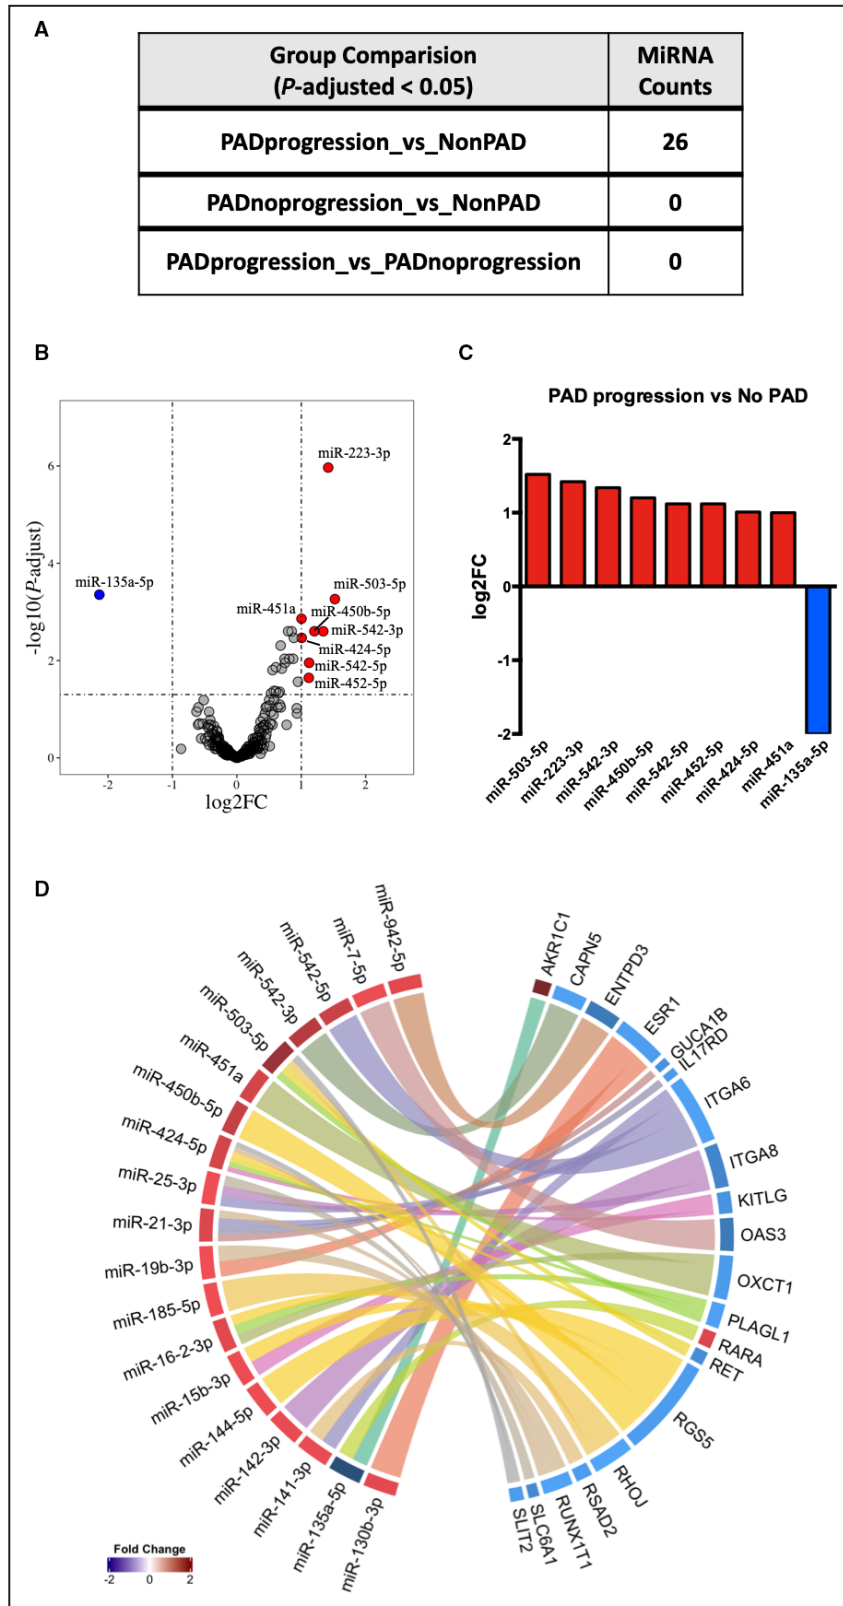 A
Group Comparision
(P-adjusted < 0.05)
MiRNA
Counts
PADprogression_vs_NonPAD
26
PADnoprogression_vs_NonPAD
0
PADprogression_vs_PADnoprogression
0
B
-log10(P-adjust)
6
4
2
0
-2
-1
0
1
2
log2FC
miR-223-3p
miR-135a-5p
miR-503-5p
miR-451a
miR-450b-5p
miR-542-3p
miR-424-5p
miR-542-5p
miR-452-5p
C
PAD progression vs No PAD
log2FC
2
1
0
-1
-2
miR-503-5p
miR-223-3p
miR-542-3p
miR-450b-5p
miR-542-5p
miR-452-5p
miR-424-5p
miR-451a
miR-135a-5p
D
miR-942-5p
miR-7-5p
miR-542-5p
miR-542-3p
miR-503-5p
miR-451a
miR-450b-5p
miR-424-5p
miR-25-3p
miR-21-3p
miR-19b-3p
miR-185-5p
miR-16-2-3p
miR-15b-3p
miR-144-5p
miR-142-3p
miR-141-3p
miR-135a-5p
miR-130b-3p
AKR1C1
CAPN5
ENTPD3
ESR1
GUCA1B
IL17RD
ITGA6
ITGA8
KITLG
OAS3
OXCT1
PLAGL1
RARA
RET
RGS5
RHOJ
RSAD2
RUNX1T1
SLC6A1
SLIT2
Fold Change
-2
0
2